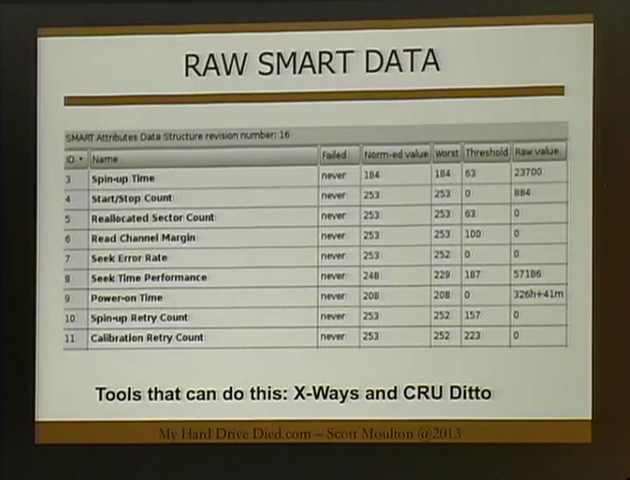 RAW SMART DATA
SMART Attributes Data Structure revision number: 16
ID Name Failed Norm-ed value Worst Threshold Raw value
3 Spin-up Time never 184 184 63 23700
4 Start/Stop Count never 253 253 0 884
5 Reallocated Sector Count never 253 253 63 0
6 Read Channel Margin never 253 253 100 0
7 Seek Error Rate never 253 252 0 0
8 Seek Time Performance never 248 229 187 57186
9 Power-on Time never 208 208 0 326h+41m
10 Spin-up Retry Count never 253 252 157 0
11 Calibration Retry Count never 253 252 223 0
Tools that can do this: X-Ways and CRU Ditto
My Hard Drive Died.com – Scott Moulton @2013